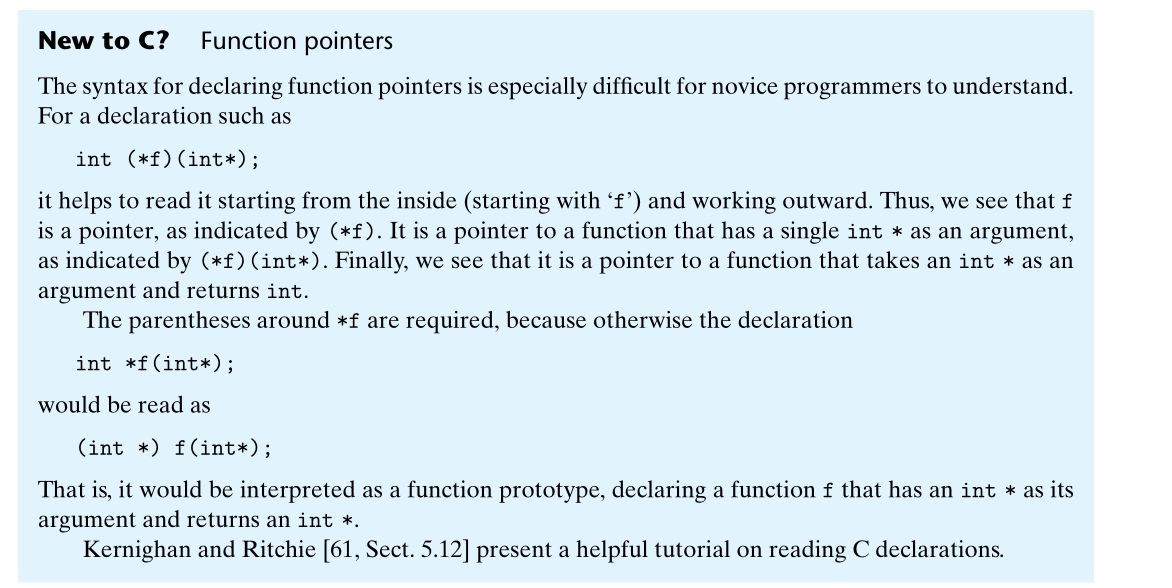 New to C? Function pointers
The syntax for declaring function pointers is especially difficult for novice programmers to understand.
For a declaration such as
int (*f)(int*);
it helps to read it starting from the inside (starting with ‘f’) and working outward. Thus, we see that f
is a pointer, as indicated by (*f). It is a pointer to a function that has a single int * as an argument,
as indicated by (*f)(int*). Finally, we see that it is a pointer to a function that takes an int * as an
argument and returns int.
The parentheses around *f are required, because otherwise the declaration
int *f(int*);
would be read as
(int *) f(int*);
That is, it would be interpreted as a function prototype, declaring a function f that has an int * as its
argument and returns an int *.
Kernighan and Ritchie [61, Sect. 5.12] present a helpful tutorial on reading C declarations.